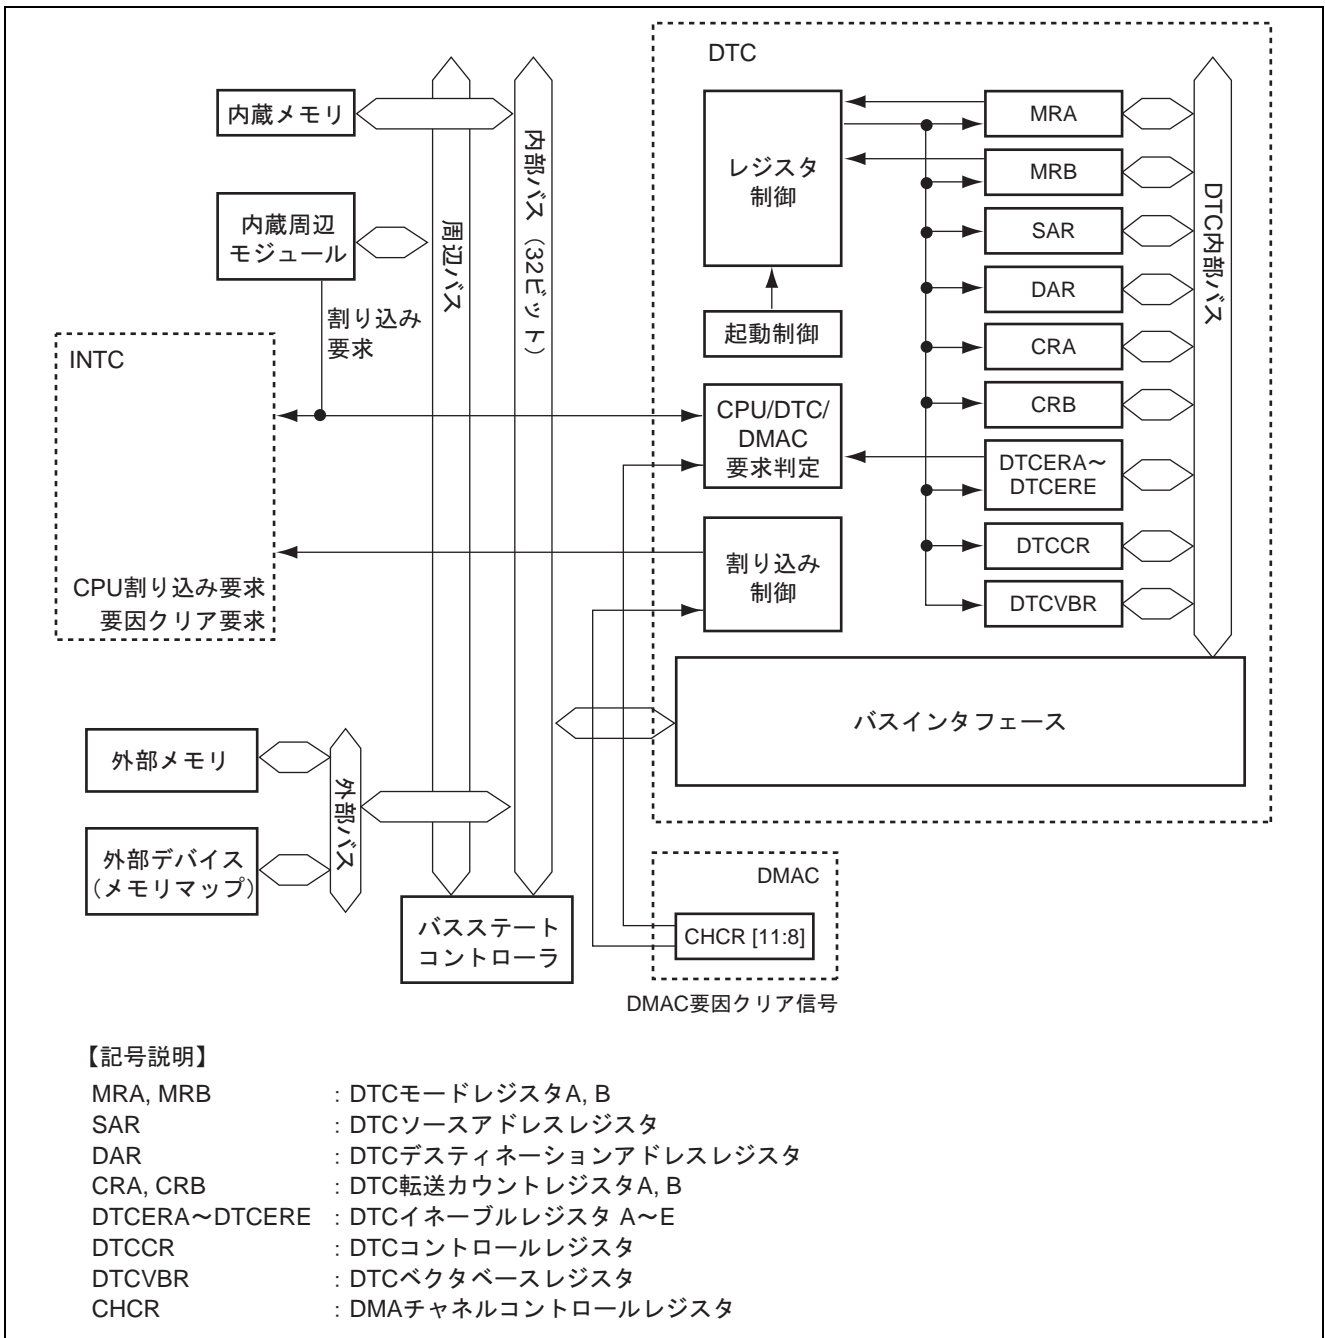 DTC
内蔵メモリ
内部バス（32ビット）
周辺バス
内蔵周辺
モジュール
割り込み
要求
INTC
CPU割り込み要求
要因クリア要求
レジスタ
制御
起動制御
CPU/DTC/
DMAC
要求判定
割り込み
制御
MRA
MRB
SAR
DAR
CRA
CRB
DTCERA～
DTCERE
DTCCR
DTCVBR
DTC内部バス
バスインタフェース
外部メモリ
外部バス
外部デバイス
（メモリマップ）
バスステート
コントローラ
DMAC
CHCR [11:8]
DMAC要因クリア信号
【記号説明】
MRA, MRB : DTCモードレジスタA, B
SAR : DTCソースアドレスレジスタ
DAR : DTCデスティネーションアドレスレジスタ
CRA, CRB : DTC転送カウントレジスタA, B
DTCERA～DTCERE : DTCイネーブルレジスタ A～E
DTCCR : DTCコントロールレジスタ
DTCVBR : DTCベクタベースレジスタ
CHCR : DMAチャネルコントロールレジスタ